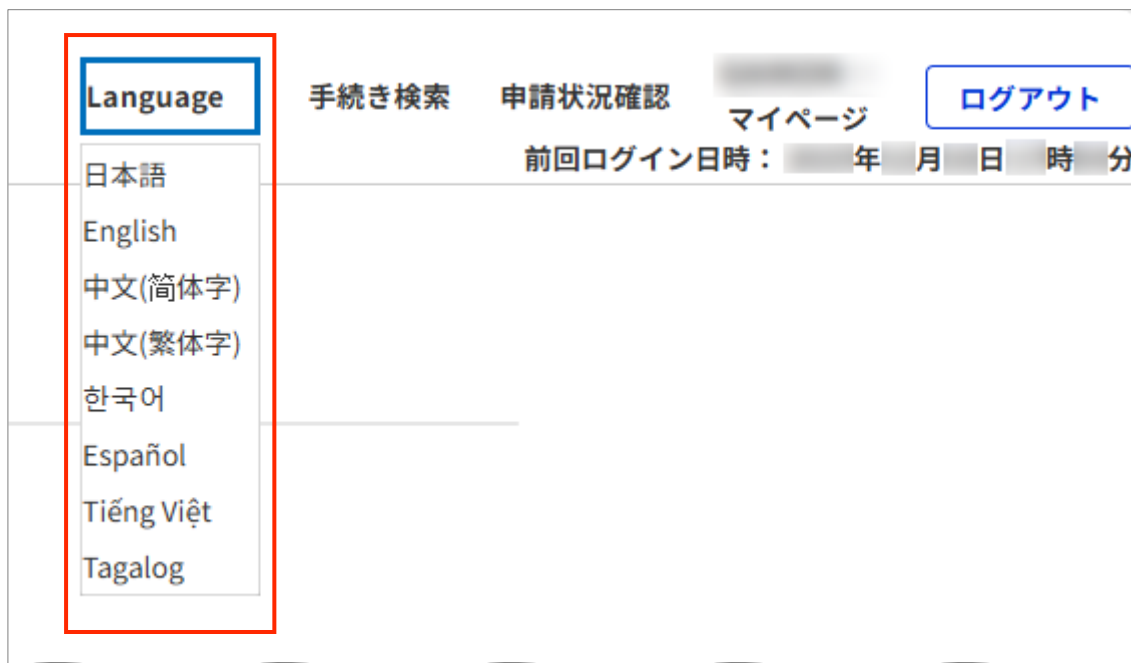 Language 手続き検索 申請状況確認 マイページ ログアウト
前回ログイン日時： 年 月 日 時 分
日本語
English
中文(简体字)
中文(繁体字)
한국어
Español
Tiếng Việt
Tagalog